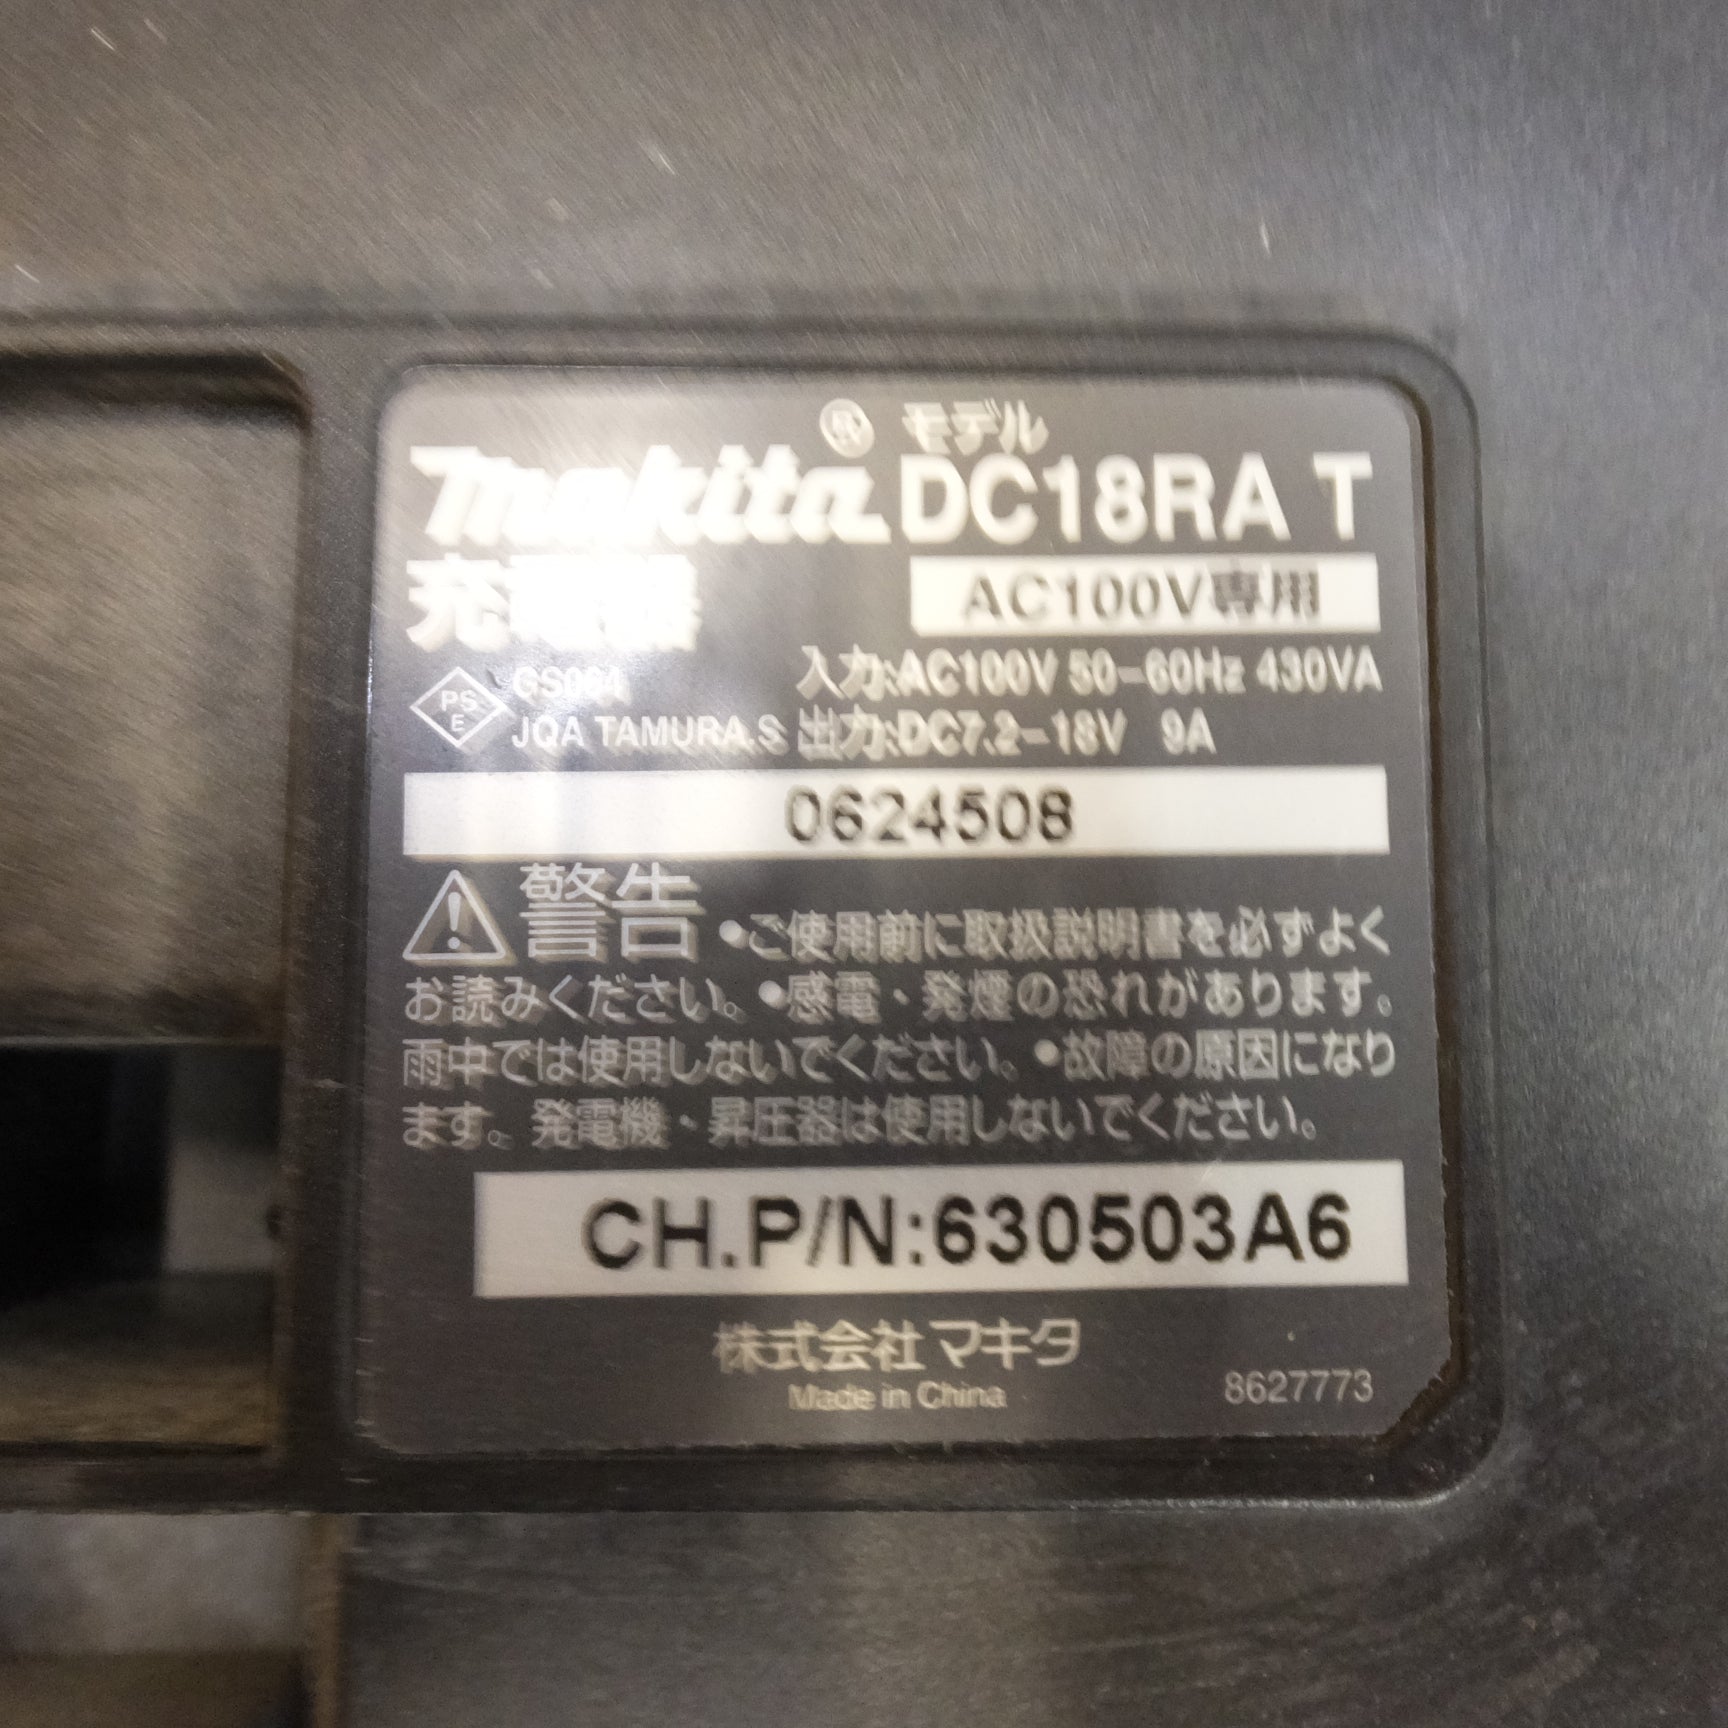 ® モデル
makita DC18RA T
充電器 AC100V専用
PSE GS064 入力:AC100V 50-60Hz 430VA
JQA TAMURA.S 出力:DC7.2-18V 9A
0624508
警告 •ご使用前に取扱説明書を必ずよく
お読みください。•感電・発煙の恐れがあります。
雨中では使用しないでください。•故障の原因になり
ます。発電機・昇圧器は使用しないでください。
CH.P/N:630503A6
株式会社マキタ
Made in China 8627773